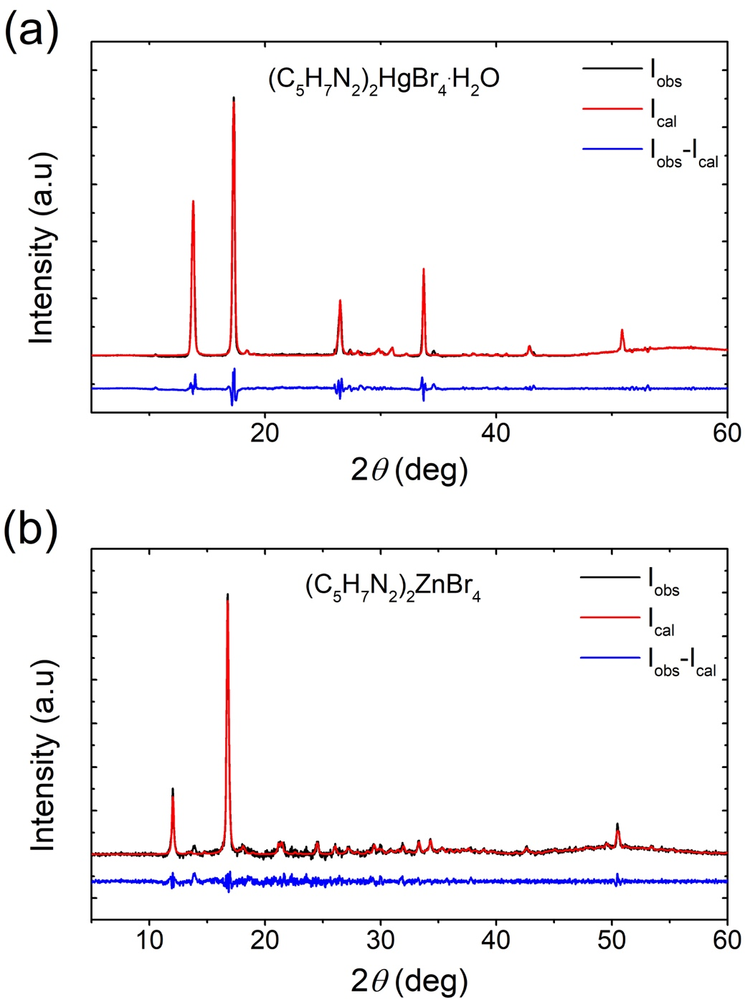 (a)
(C5H7N2)2HgBr4·H2O
Iobs
Ical
Iobs-Ical
Intensity (a.u)
20 40 60
2θ (deg)
(b)
(C5H7N2)2ZnBr4
Iobs
Ical
Iobs-Ical
Intensity (a.u)
10 20 30 40 50 60
2θ (deg)